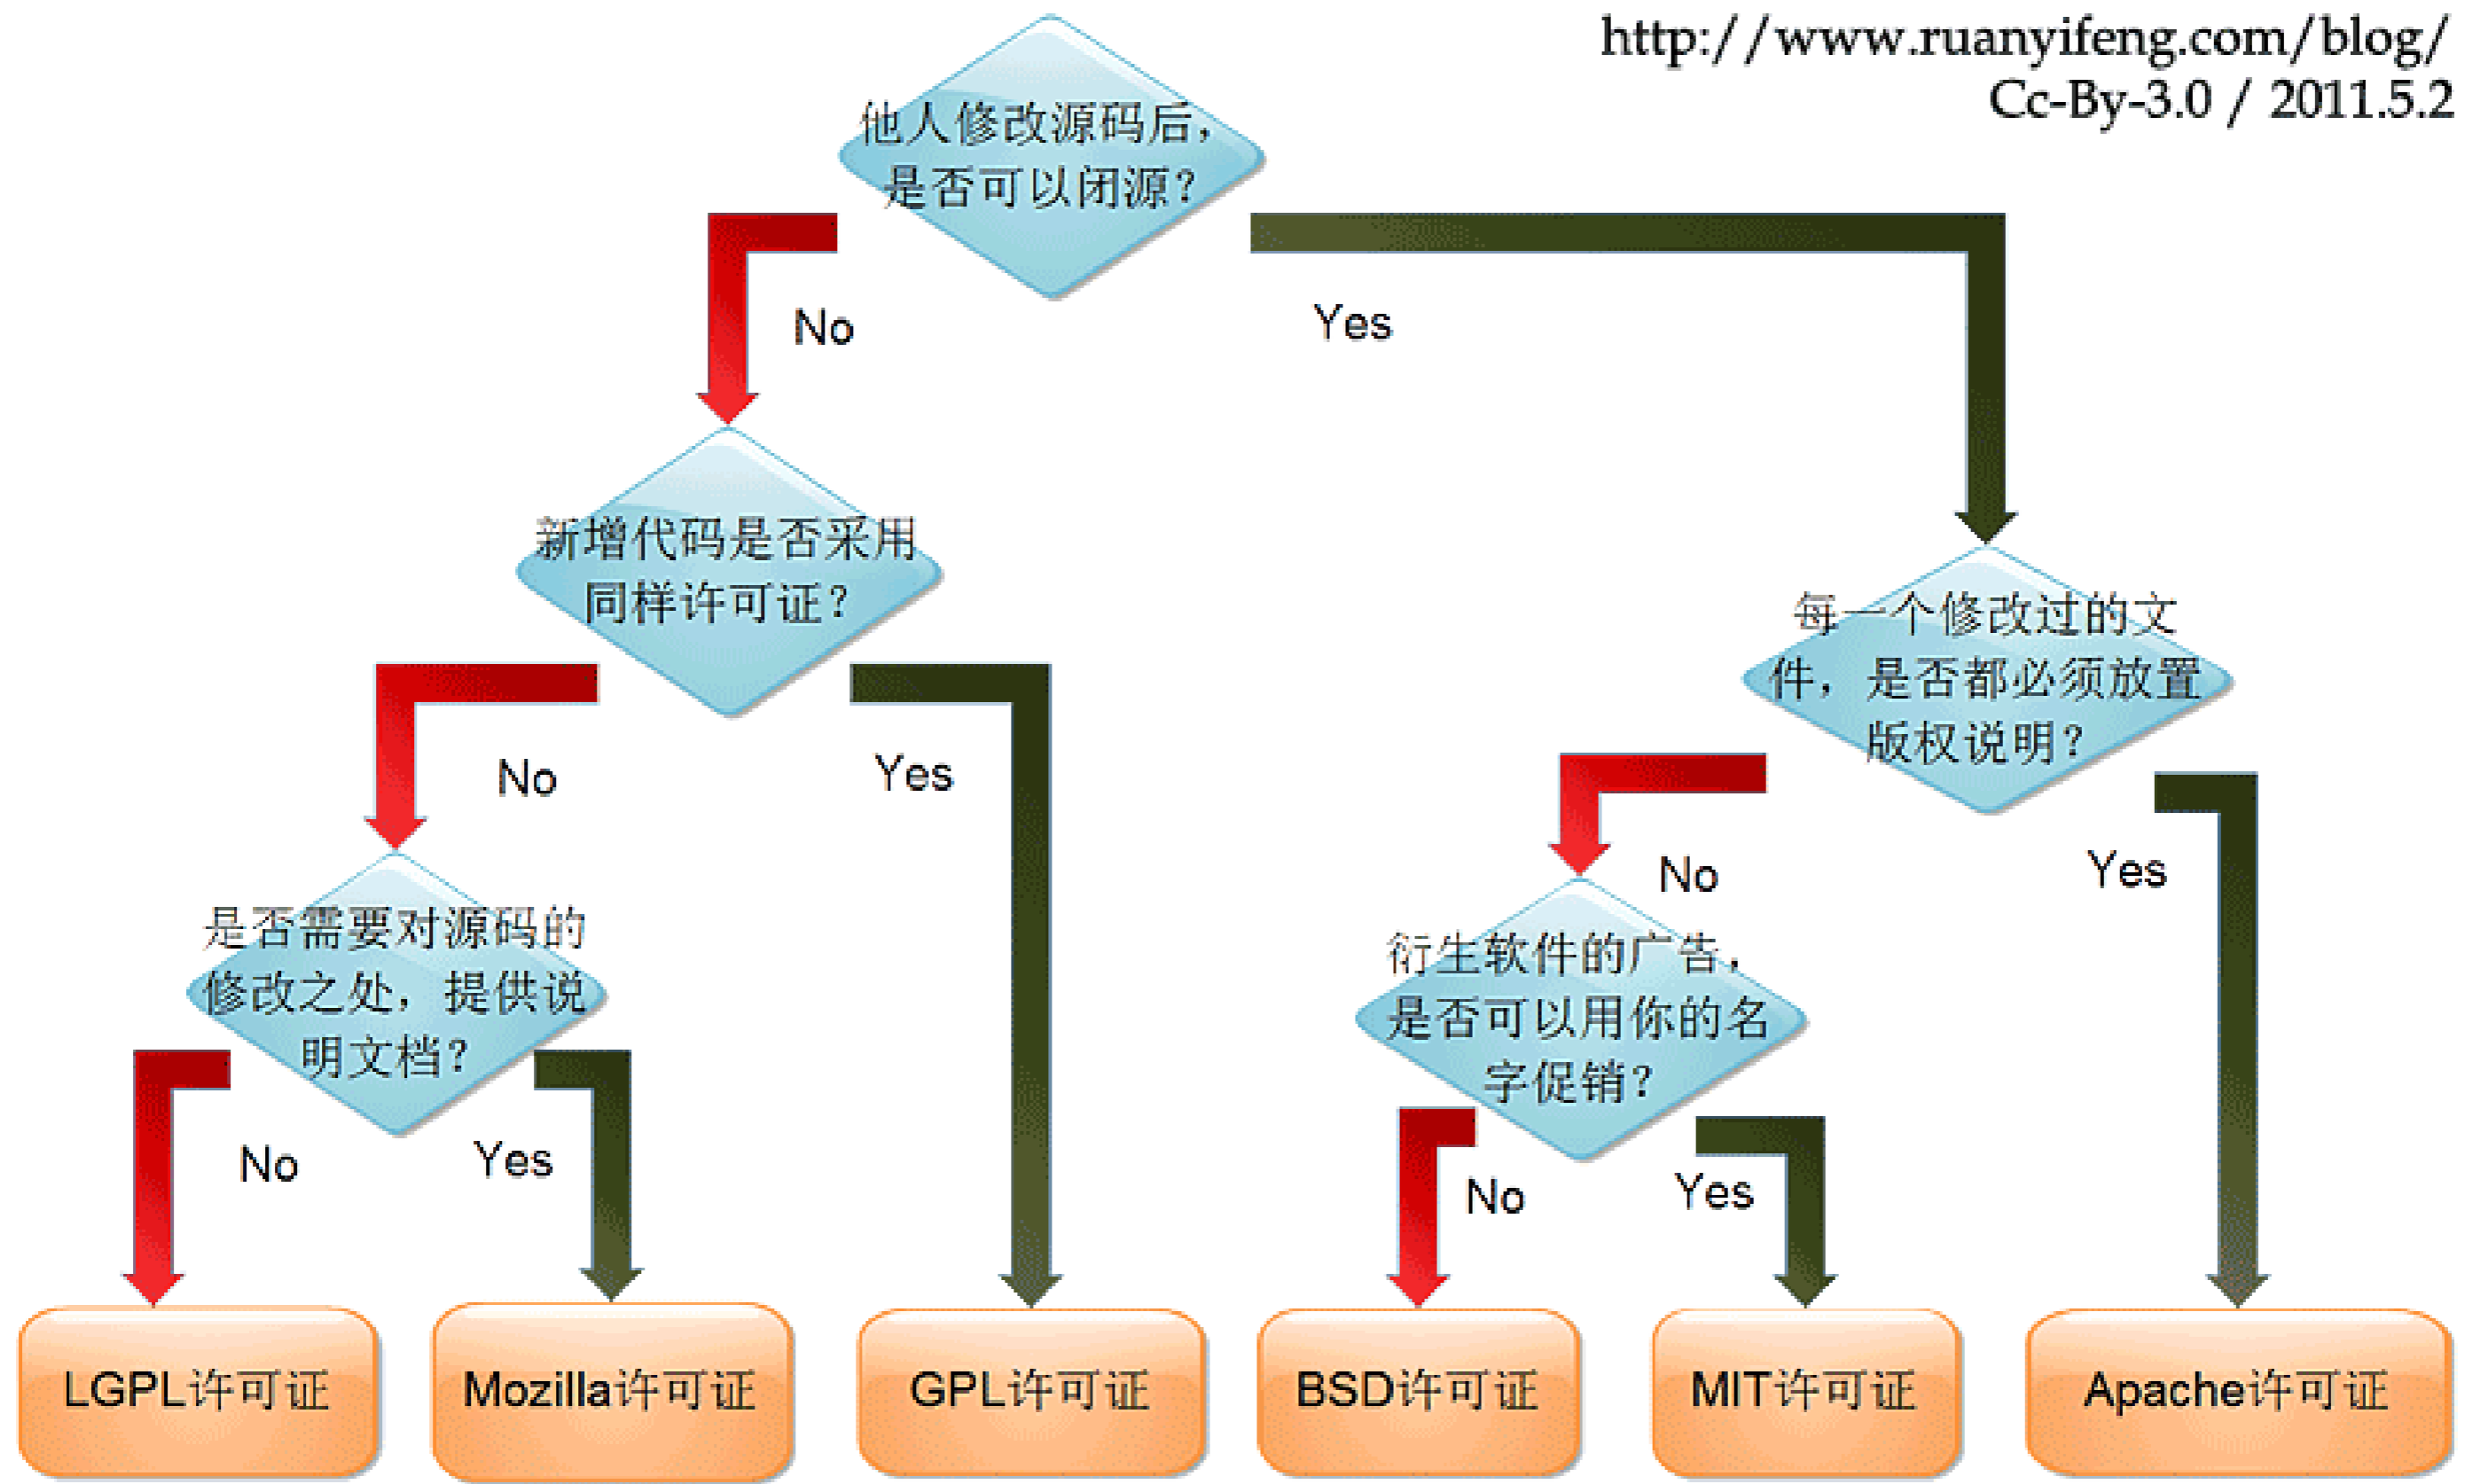 http://www.ruanyifeng.com/blog/
Cc-By-3.0 / 2011.5.2
他人修改源码后，
是否可以闭源？
No
Yes
新增代码是否采用
同样许可证？
每一个修改过的文
件，是否都必须放置
版权说明？
No
Yes
No
Yes
是否需要对源码的
修改之处，提供说
明文档？
衍生软件的广告，
是否可以用你的名
字促销？
No
Yes
No
Yes
LGPL许可证
Mozilla许可证
GPL许可证
BSD许可证
MIT许可证
Apache许可证